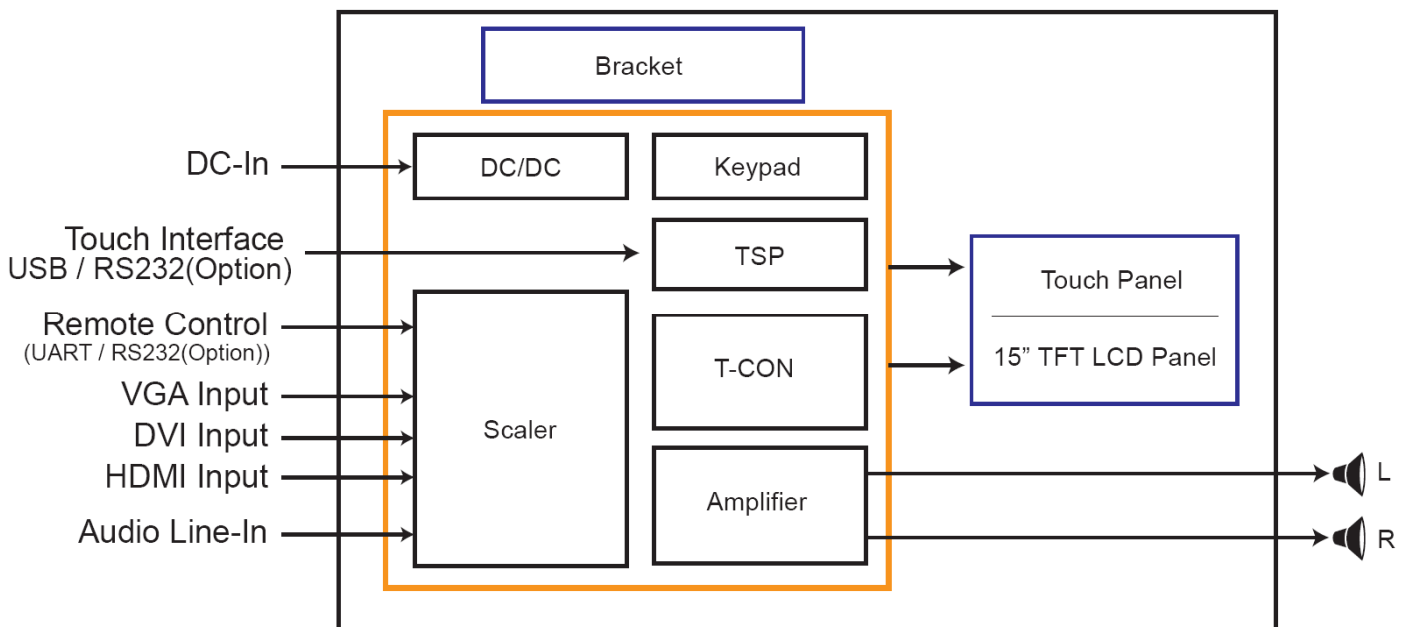 Bracket
DC-In
DC/DC
Keypad
Touch Interface
USB / RS232(Option)
TSP
Touch Panel
15” TFT LCD Panel
Remote Control
(UART / RS232(Option))
T-CON
VGA Input
DVI Input
HDMI Input
Audio Line-In
Scaler
Amplifier
L
R